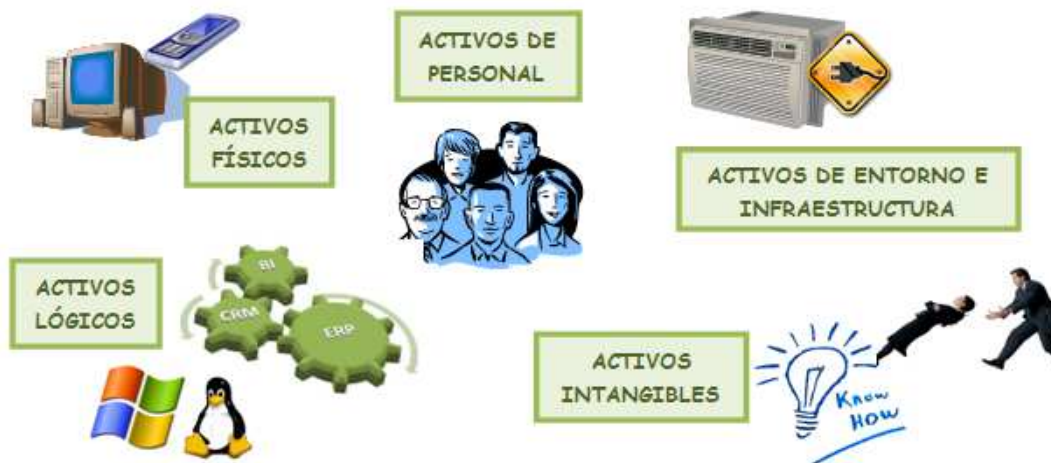 ACTIVOS DE
PERSONAL
ACTIVOS
FÍSICOS
ACTIVOS DE ENTORNO E
INFRAESTRUCTURA
ACTIVOS
LÓGICOS
BI
CRM
ERP
ACTIVOS
INTANGIBLES
Know
How